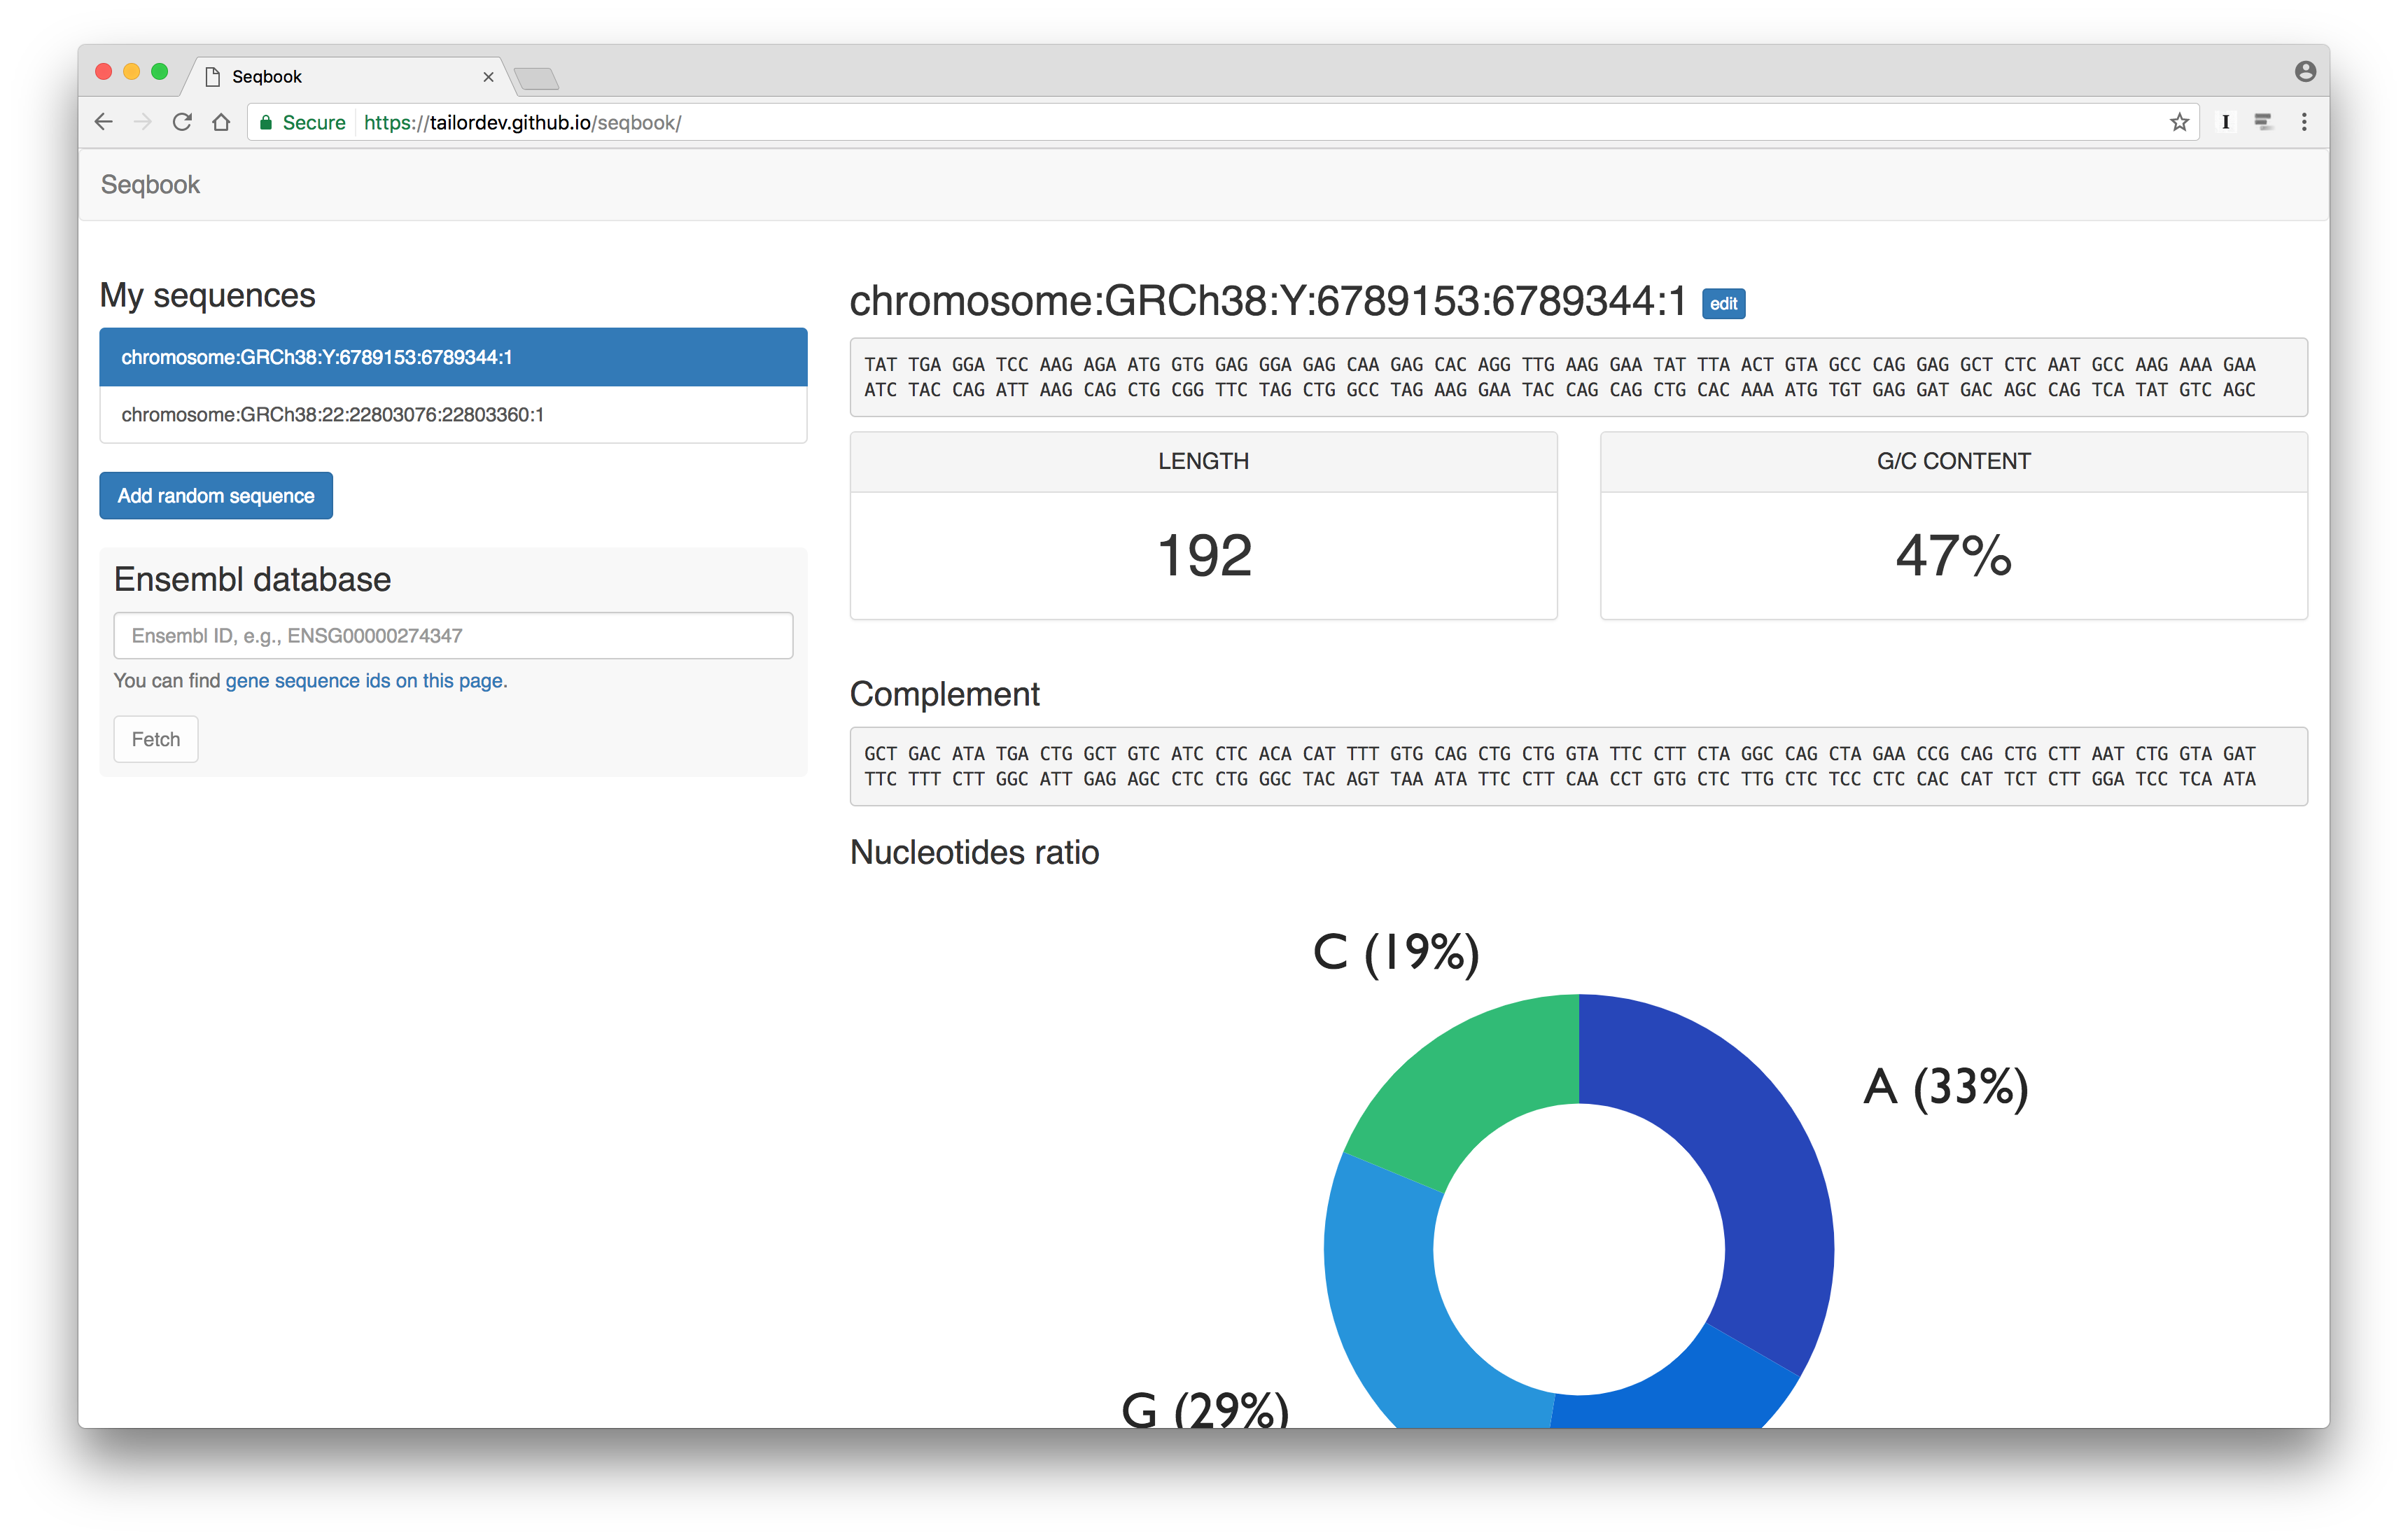 Seqbook
Secure https://tailordev.github.io/seqbook/
I
Seqbook
My sequences
chromosome:GRCh38:Y:6789153:6789344:1
chromosome:GRCh38:22:22803076:22803360:1
Add random sequence
Ensembl database
Ensembl ID, e.g., ENSG00000274347
You can find gene sequence ids on this page.
Fetch
chromosome:GRCh38:Y:6789153:6789344:1 edit
TAT TGA GGA TCC AAG AGA ATG GTG GAG GGA GAG CAA GAG CAC AGG TTG AAG GAA TAT TTA ACT GTA GCC CAG GAG GCT CTC AAT GCC AAG AAA GAA
ATC TAC CAG ATT AAG CAG CTG CGG TTC TAG CTG GCC TAG AAG GAA TAC CAG CAG CTG CAC AAA ATG TGT GAG GAT GAC AGC CAG TCA TAT GTC AGC
LENGTH
192
G/C CONTENT
47%
Complement
GCT GAC ATA TGA CTG GCT GTC ATC CTC ACA CAT TTT GTG CAG CTG CTG GTA TTC CTT CTA GGC CAG CTA GAA CCG CAG CTG CTT AAT CTG GTA GAT
TTC TTT CTT GGC ATT GAG AGC CTC CTG GGC TAC AGT TAA ATA TTC CTT CAA CCT GTG CTC TTG CTC TCC CTC CAC CAT TCT CTT GGA TCC TCA ATA
Nucleotides ratio
C (19%)
A (33%)
G (29%)